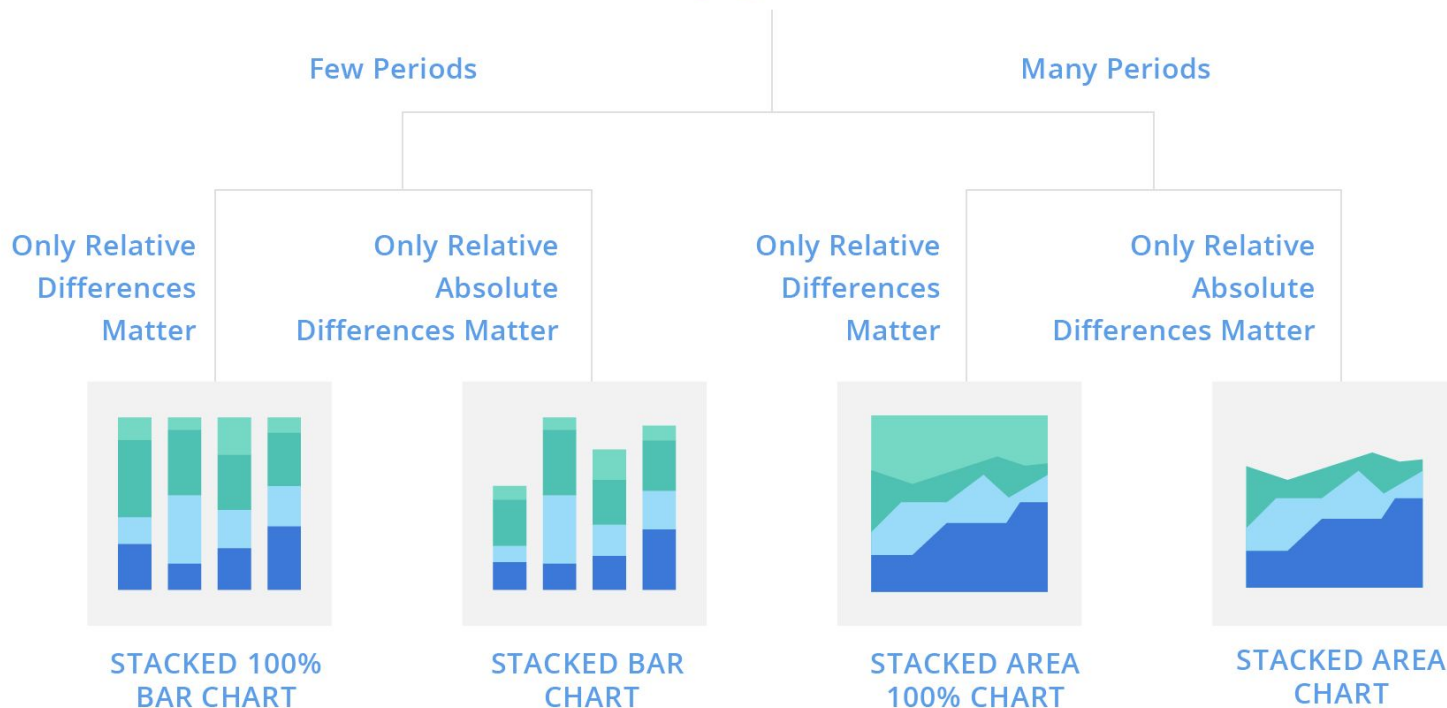 Few Periods
Many Periods
Only Relative
Differences
Matter
Only Relative
Absolute
Differences Matter
Only Relative
Differences
Matter
Only Relative
Absolute
Differences Matter
STACKED 100%
BAR CHART
STACKED BAR
CHART
STACKED AREA
100% CHART
STACKED AREA
CHART